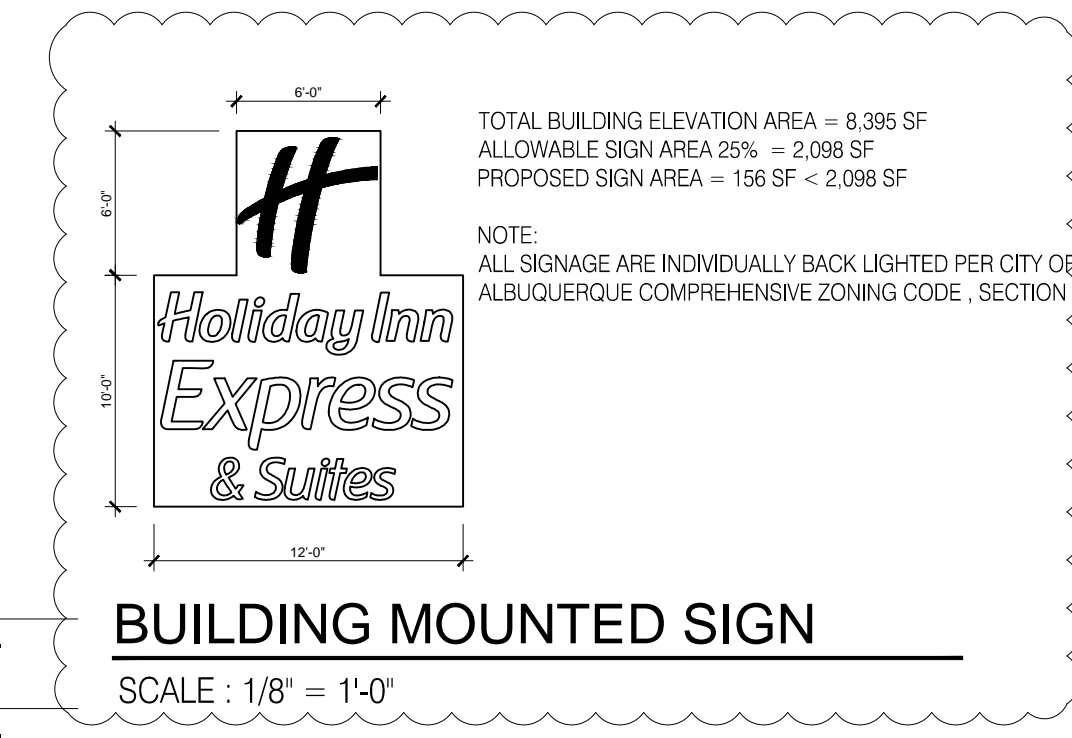 6'-0"
6'-0"
10'-0"
Holiday Inn
Express
& Suites
12'-0"
TOTAL BUILDING ELEVATION AREA = 8,395 SF
ALLOWABLE SIGN AREA 25% = 2,098 SF
PROPOSED SIGN AREA = 156 SF < 2,098 SF
NOTE:
ALL SIGNAGE ARE INDIVIDUALLY BACK LIGHTED PER CITY OF
ALBUQUERQUE COMPREHENSIVE ZONING CODE , SECTION
BUILDING MOUNTED SIGN
SCALE : 1/8" = 1'-0"